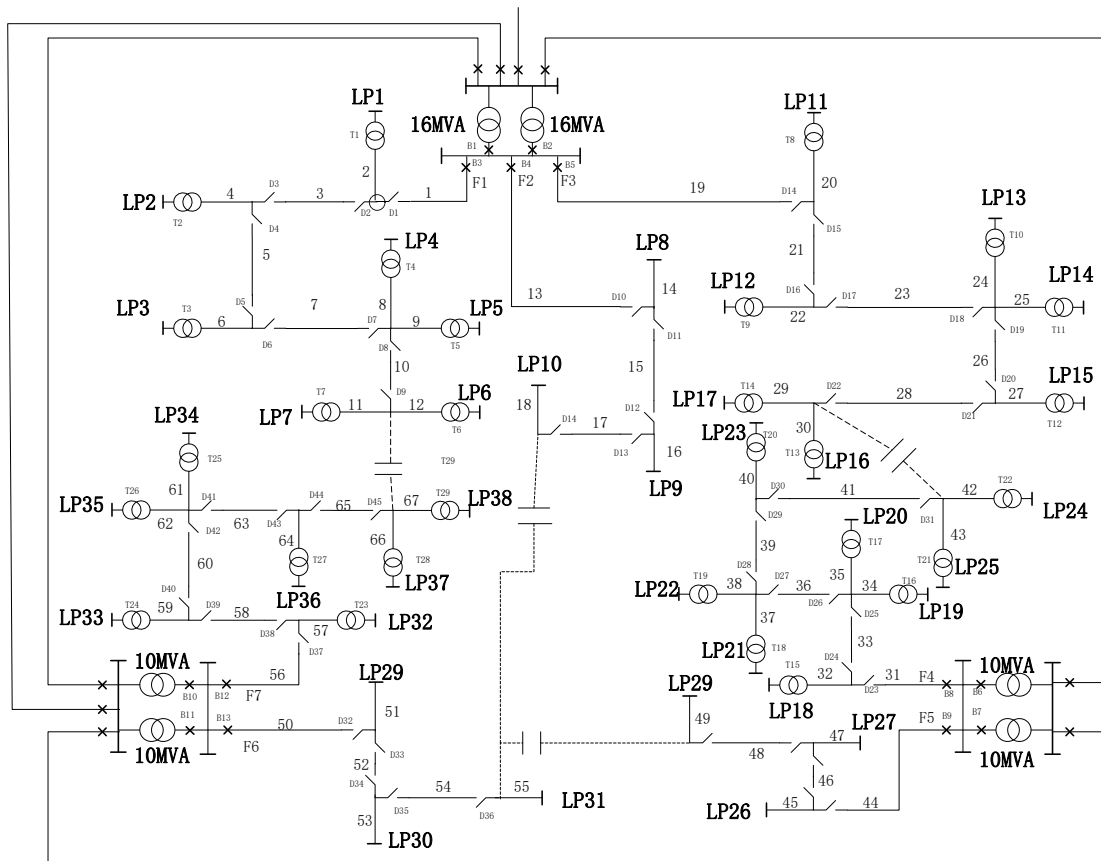 LP1
16MVA 16MVA
LP11
T1
B1 B2
B3 B4 B5
T8
2
F1 F2 F3
LP2 4 D3 3 D2 D1 1
19 D14 20
LP13
T2
D4
D15
T10
5
LP4
LP8
21
T4
LP3 T3 D5 7 8 LP5
13 D10 14
LP12 D16 D17 23 24 LP14
25
6 D6 D7 9 T5
D11
T9 22 D18 T11
D8
D19
10
15
26
LP10
D9
LP6
T7
LP7 11 12 T6
18 D14 17 D12
D13
16
LP17 T14 29 D22 28 D20 LP15
D21 27 T12
30
T13
LP16
LP34
LP23
T20
T25
T29
LP9
40
LP35 T26 61 D41 D44 65 D45 67 T29 LP38
D30 41 42 T22
62 63 D43
D42
D31
LP24
D29
LP20
64 66
39
T17
43
60
T27 T28
T21
LP25
LP36 LP37
D40
D28
LP33 T24 59 D39 58 T23 LP32
LP22 T19 38 D27 36 35 34 T16
D26
D25
LP19
D38 57
37
D37
33
10MVA
56
LP21 T18
D24
10MVA
B10 B12 F7
T15 32 31 F4
D23 B8 B6
LP29
LP18
LP29
B11 B13 50 D32 51
49
LP27
F5 B9 B7
10MVA F6
D33
48 47
10MVA
52
D34
54
46
55
LP31
D35 D36
LP26 45 44
53
LP30